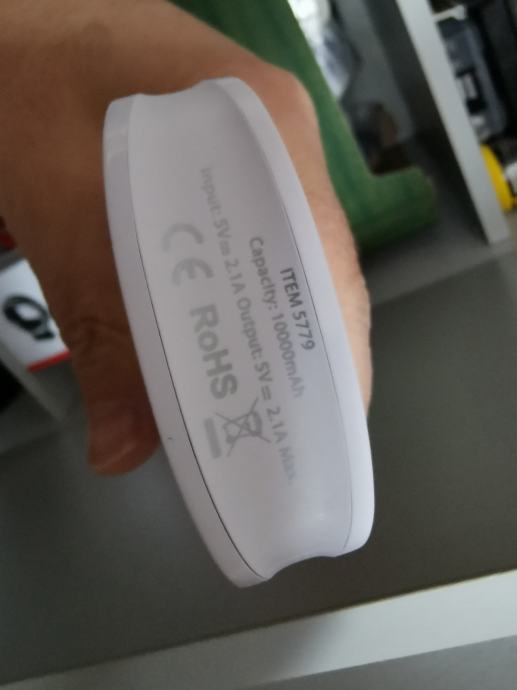 ITEM 5779
Capacity: 10000mAh
Input: 5V⎓2.1A Output: 5V⎓2.1A Max.
CE RoHS